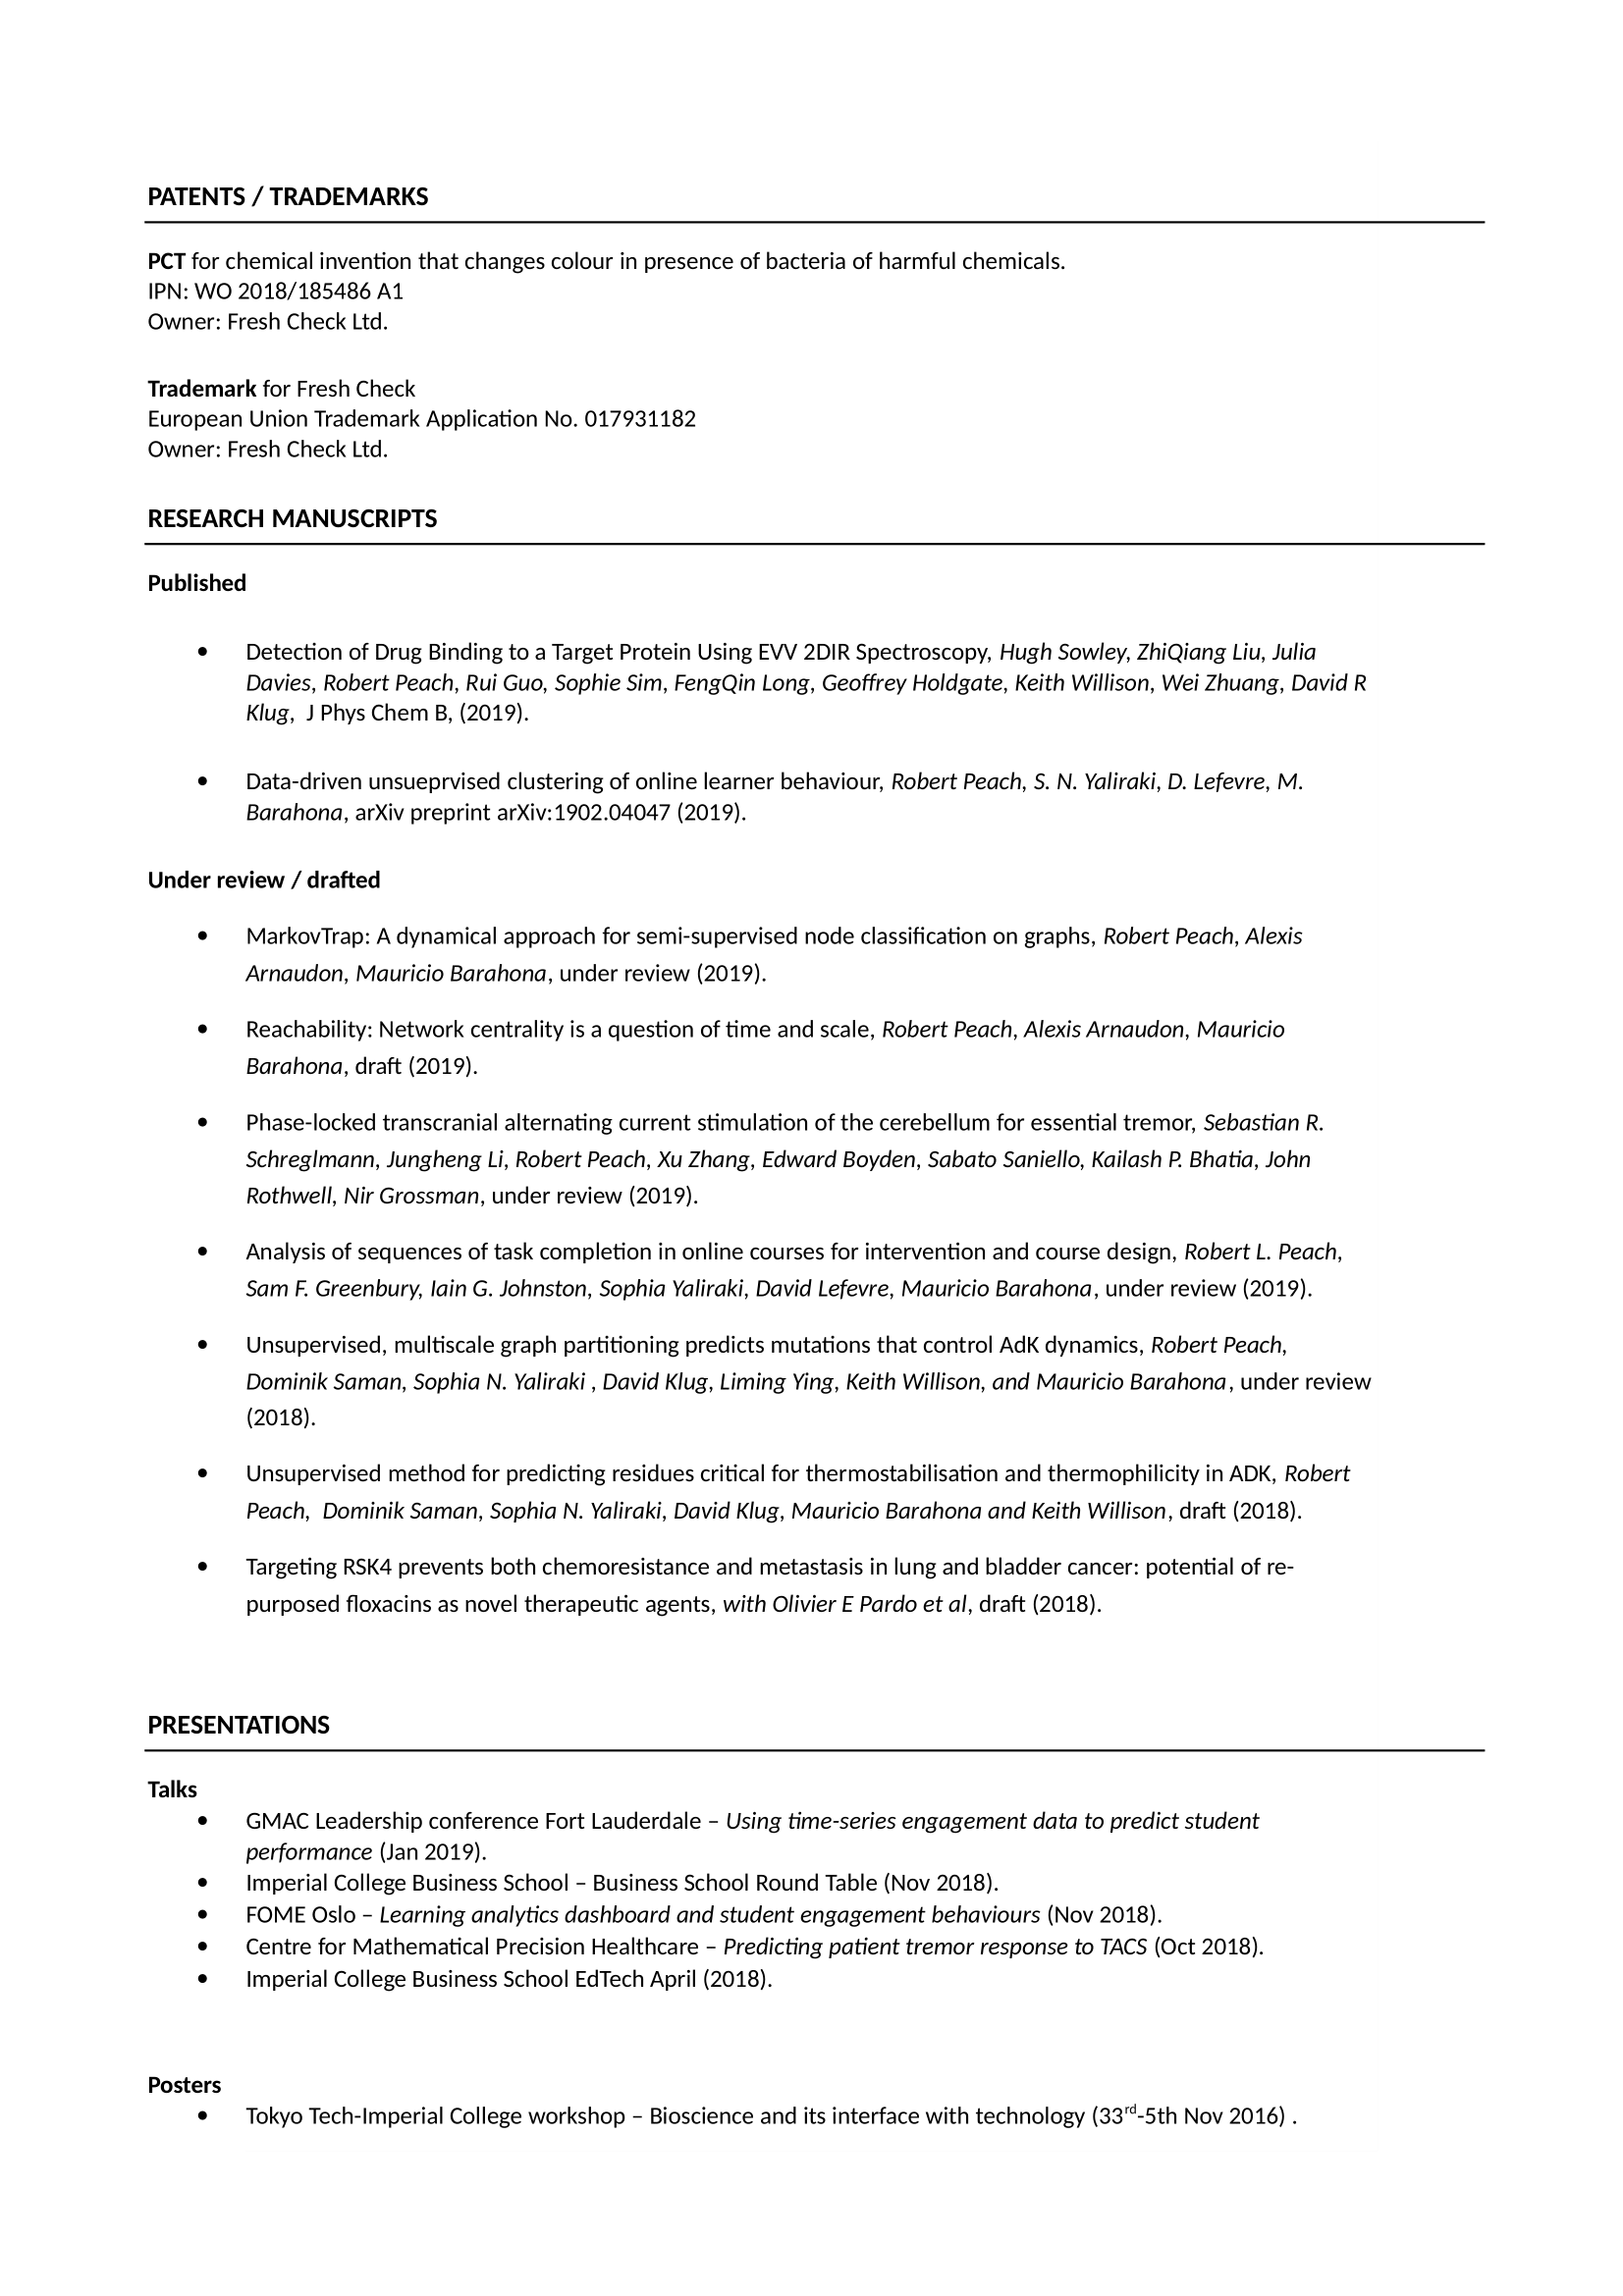 PATENTS / TRADEMARKS
PCT for chemical invention that changes colour in presence of bacteria of harmful chemicals.
IPN: WO 2018/185486 A1
Owner: Fresh Check Ltd.
Trademark for Fresh Check
European Union Trademark Application No. 017931182
Owner: Fresh Check Ltd.
RESEARCH MANUSCRIPTS
Published
• Detection of Drug Binding to a Target Protein Using EVV 2DIR Spectroscopy, Hugh Sowley, ZhiQiang Liu, Julia
Davies, Robert Peach, Rui Guo, Sophie Sim, FengQin Long, Geoffrey Holdgate, Keith Willison, Wei Zhuang, David R
Klug, J Phys Chem B, (2019).
• Data-driven unsueprvised clustering of online learner behaviour, Robert Peach, S. N. Yaliraki, D. Lefevre, M.
Barahona, arXiv preprint arXiv:1902.04047 (2019).
Under review / drafted
• MarkovTrap: A dynamical approach for semi-supervised node classification on graphs, Robert Peach, Alexis
Arnaudon, Mauricio Barahona, under review (2019).
• Reachability: Network centrality is a question of time and scale, Robert Peach, Alexis Arnaudon, Mauricio
Barahona, draft (2019).
• Phase-locked transcranial alternating current stimulation of the cerebellum for essential tremor, Sebastian R.
Schreglmann, Jungheng Li, Robert Peach, Xu Zhang, Edward Boyden, Sabato Saniello, Kailash P. Bhatia, John
Rothwell, Nir Grossman, under review (2019).
• Analysis of sequences of task completion in online courses for intervention and course design, Robert L. Peach,
Sam F. Greenbury, Iain G. Johnston, Sophia Yaliraki, David Lefevre, Mauricio Barahona, under review (2019).
• Unsupervised, multiscale graph partitioning predicts mutations that control AdK dynamics, Robert Peach,
Dominik Saman, Sophia N. Yaliraki , David Klug, Liming Ying, Keith Willison, and Mauricio Barahona, under review
(2018).
• Unsupervised method for predicting residues critical for thermostabilisation and thermophilicity in ADK, Robert
Peach, Dominik Saman, Sophia N. Yaliraki, David Klug, Mauricio Barahona and Keith Willison, draft (2018).
• Targeting RSK4 prevents both chemoresistance and metastasis in lung and bladder cancer: potential of re-
purposed floxacins as novel therapeutic agents, with Olivier E Pardo et al, draft (2018).
PRESENTATIONS
Talks
• GMAC Leadership conference Fort Lauderdale – Using time-series engagement data to predict student
performance (Jan 2019).
• Imperial College Business School – Business School Round Table (Nov 2018).
• FOME Oslo – Learning analytics dashboard and student engagement behaviours (Nov 2018).
• Centre for Mathematical Precision Healthcare – Predicting patient tremor response to TACS (Oct 2018).
• Imperial College Business School EdTech April (2018).
Posters
• Tokyo Tech-Imperial College workshop – Bioscience and its interface with technology (33rd-5th Nov 2016) .